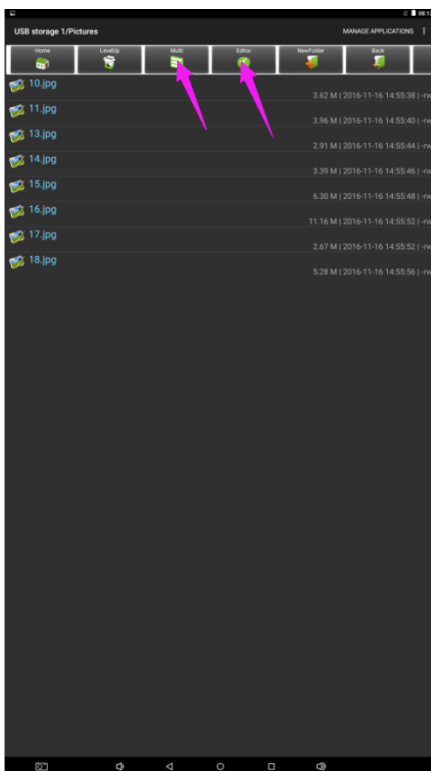 08:13
USB storage 1/Pictures MANAGE APPLICATIONS
Home LevelUp Multi Editor NewFolder Back
10.jpg
3.62 M | 2016-11-16 14:55:38 | -rw
11.jpg
3.96 M | 2016-11-16 14:55:40 | -rw
13.jpg
2.91 M | 2016-11-16 14:55:44 | -rw
14.jpg
3.39 M | 2016-11-16 14:55:46 | -rw
15.jpg
6.30 M | 2016-11-16 14:55:48 | -rw
16.jpg
11.16 M | 2016-11-16 14:55:52 | -rw
17.jpg
2.67 M | 2016-11-16 14:55:52 | -rw
18.jpg
5.28 M | 2016-11-16 14:55:56 | -rw